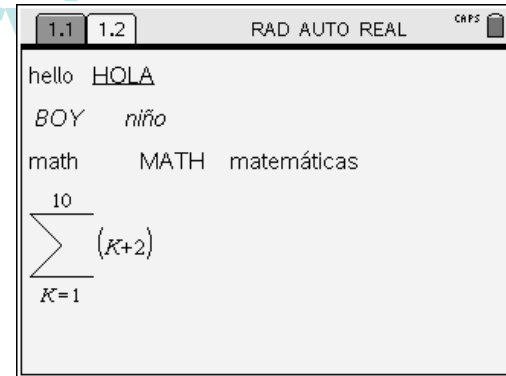 1.1 1.2 RAD AUTO REAL CAPS
hello HOLA
BOY niño
math MATH matemáticas
10
∑ (K+2)
K=1